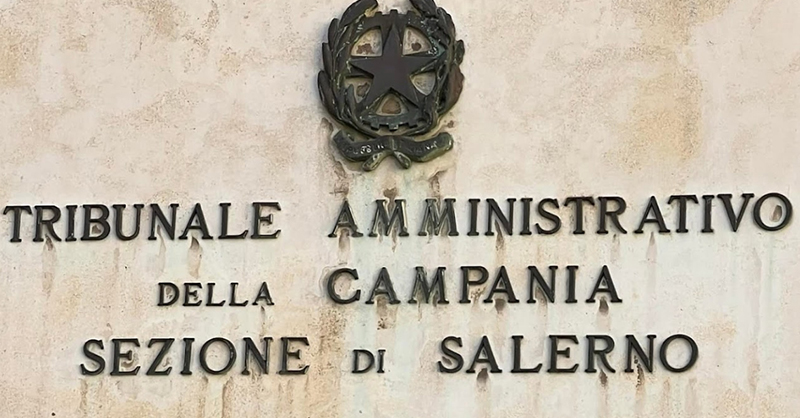 TRIBUNALE AMMINISTRATIVO
DELLA CAMPANIA
SEZIONE DI SALERNO